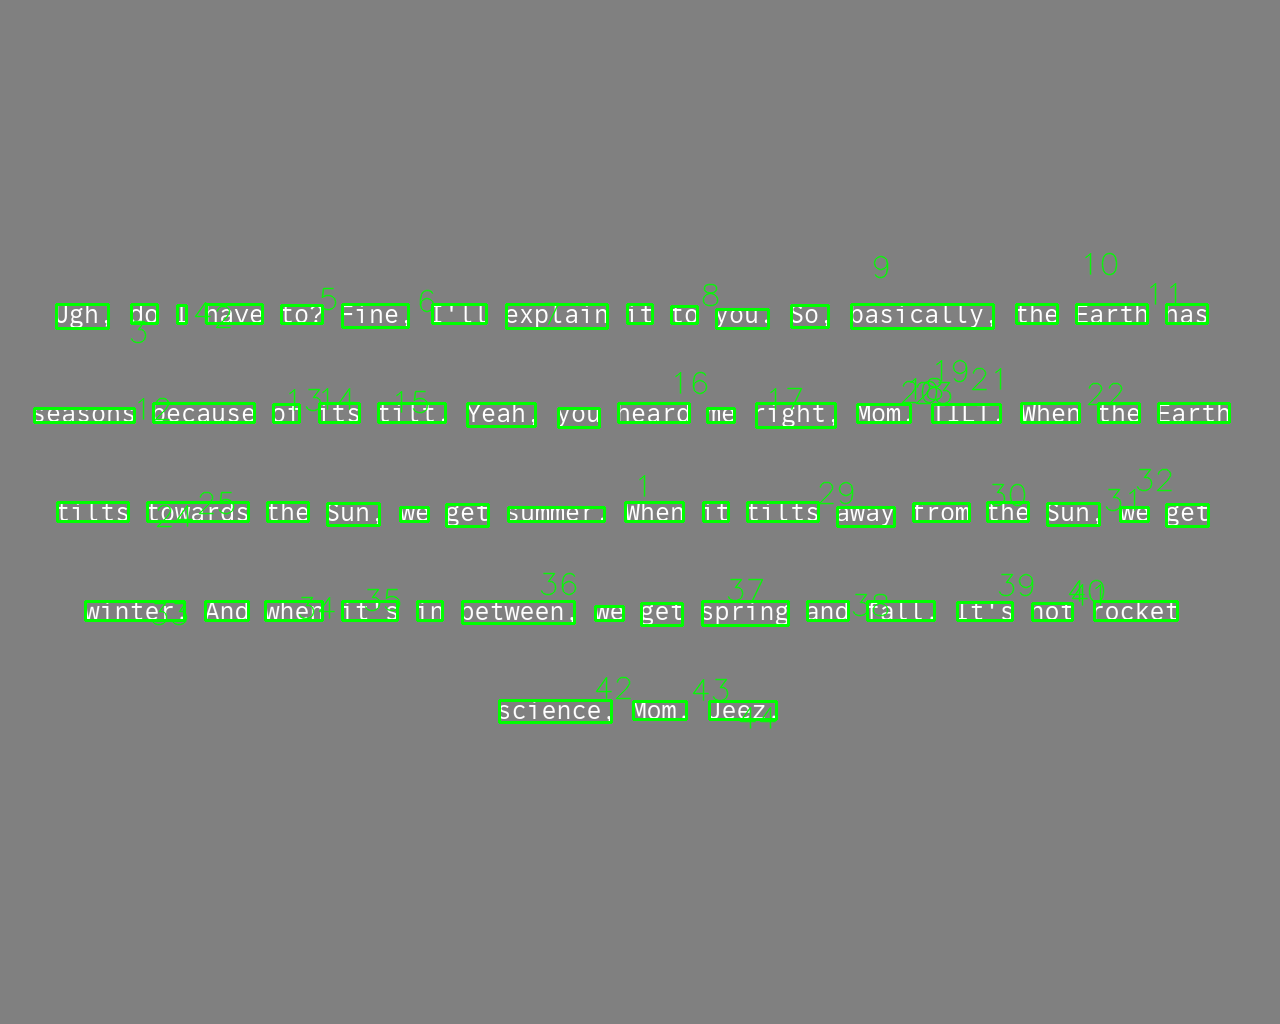 Ugh, do I have to? Fine, I'll explain it to you. So, basically, the Earth has
seasons because of its tilt. Yeah, you heard me right, Mom. TILT. When the Earth
tilts towards the Sun, we get summer. When it tilts away from the Sun, we get
winter. And when it's in between, we get spring and fall. It's not rocket
science, Mom. Jeez.